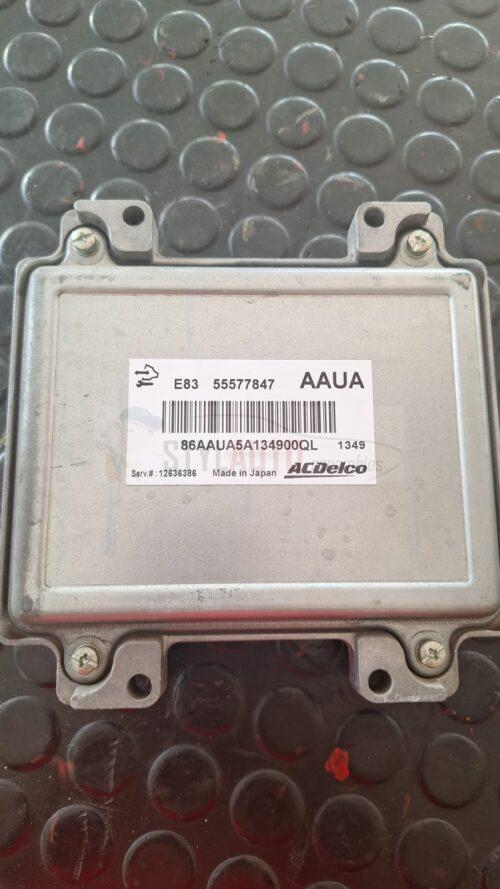 E83 55577847 AAUA
86AAUA5A134900QL 1349
Serv.#: 12636386 Made in Japan ACDelco